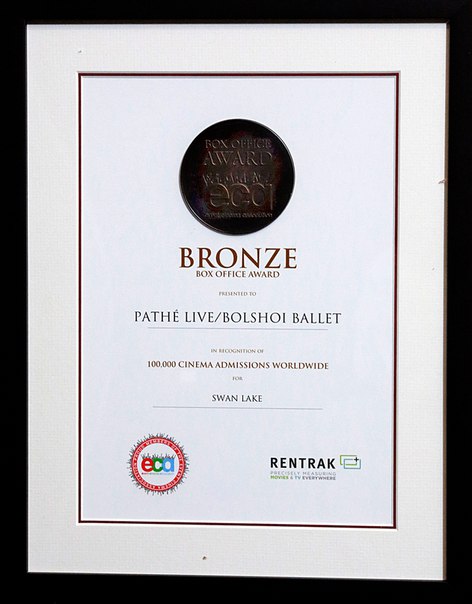 BOX OFFICE
AWARD
eca
BRONZE
BOX OFFICE AWARD
PRESENTED TO
PATHÉ LIVE/BOLSHOI BALLET
IN RECOGNITION OF
100,000 CINEMA ADMISSIONS WORLDWIDE
FOR
SWAN LAKE
eca
RENTRAK
PRECISELY MEASURING
MOVIES & TV EVERYWHERE